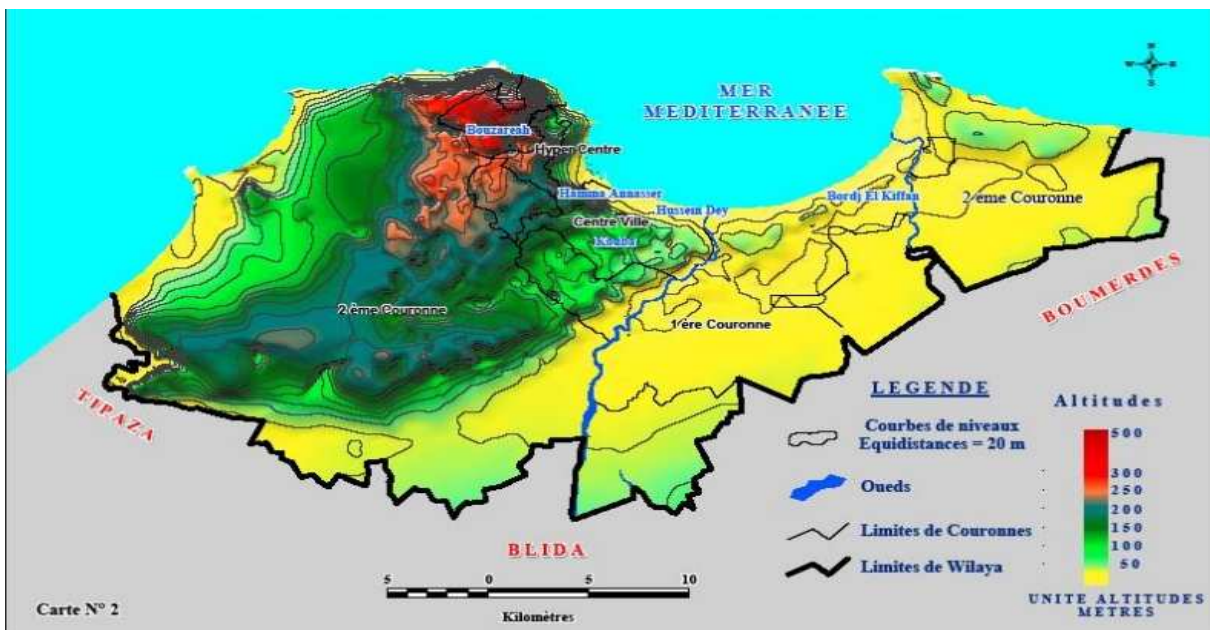 N
W
E
S
MER
MEDITERRANEE
Bouzareah
Hyper Centre
Hamma Annasser
Hussein Dey
Centre Ville
Kouba
Bordj El Kiffan
2 ème Couronne
2 ème Couronne
1 ère Couronne
TIPAZA
BOUMERDES
BLIDA
LEGENDE
Courbes de niveaux
Equidistances = 20 m
Oueds
Limites de Couronnes
Limites de Wilaya
Altitudes
500
300
250
200
150
100
50
UNITE ALTITUDES
METRES
5 0 5 10
Kilomètres
Carte N° 2